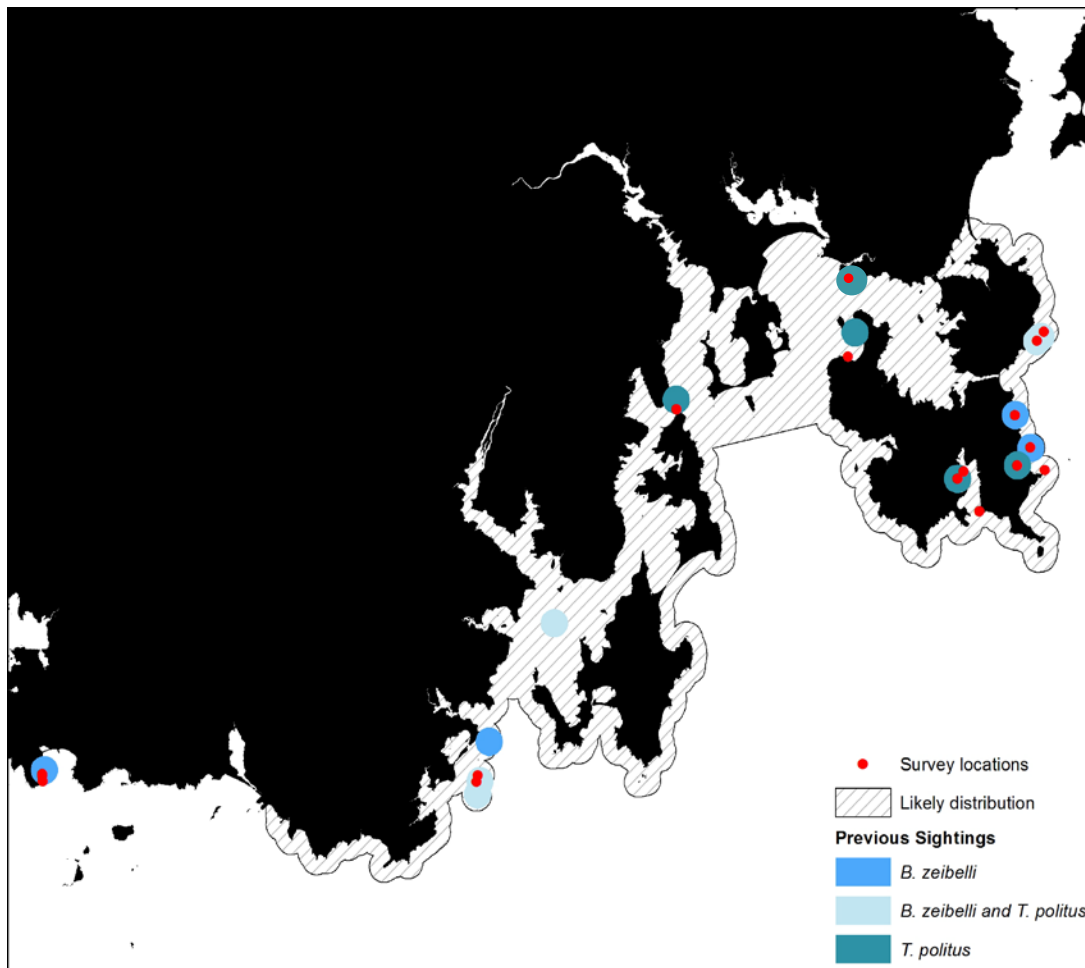 Survey locations
Likely distribution
Previous Sightings
B. zeibelli
B. zeibelli and T. politus
T. politus